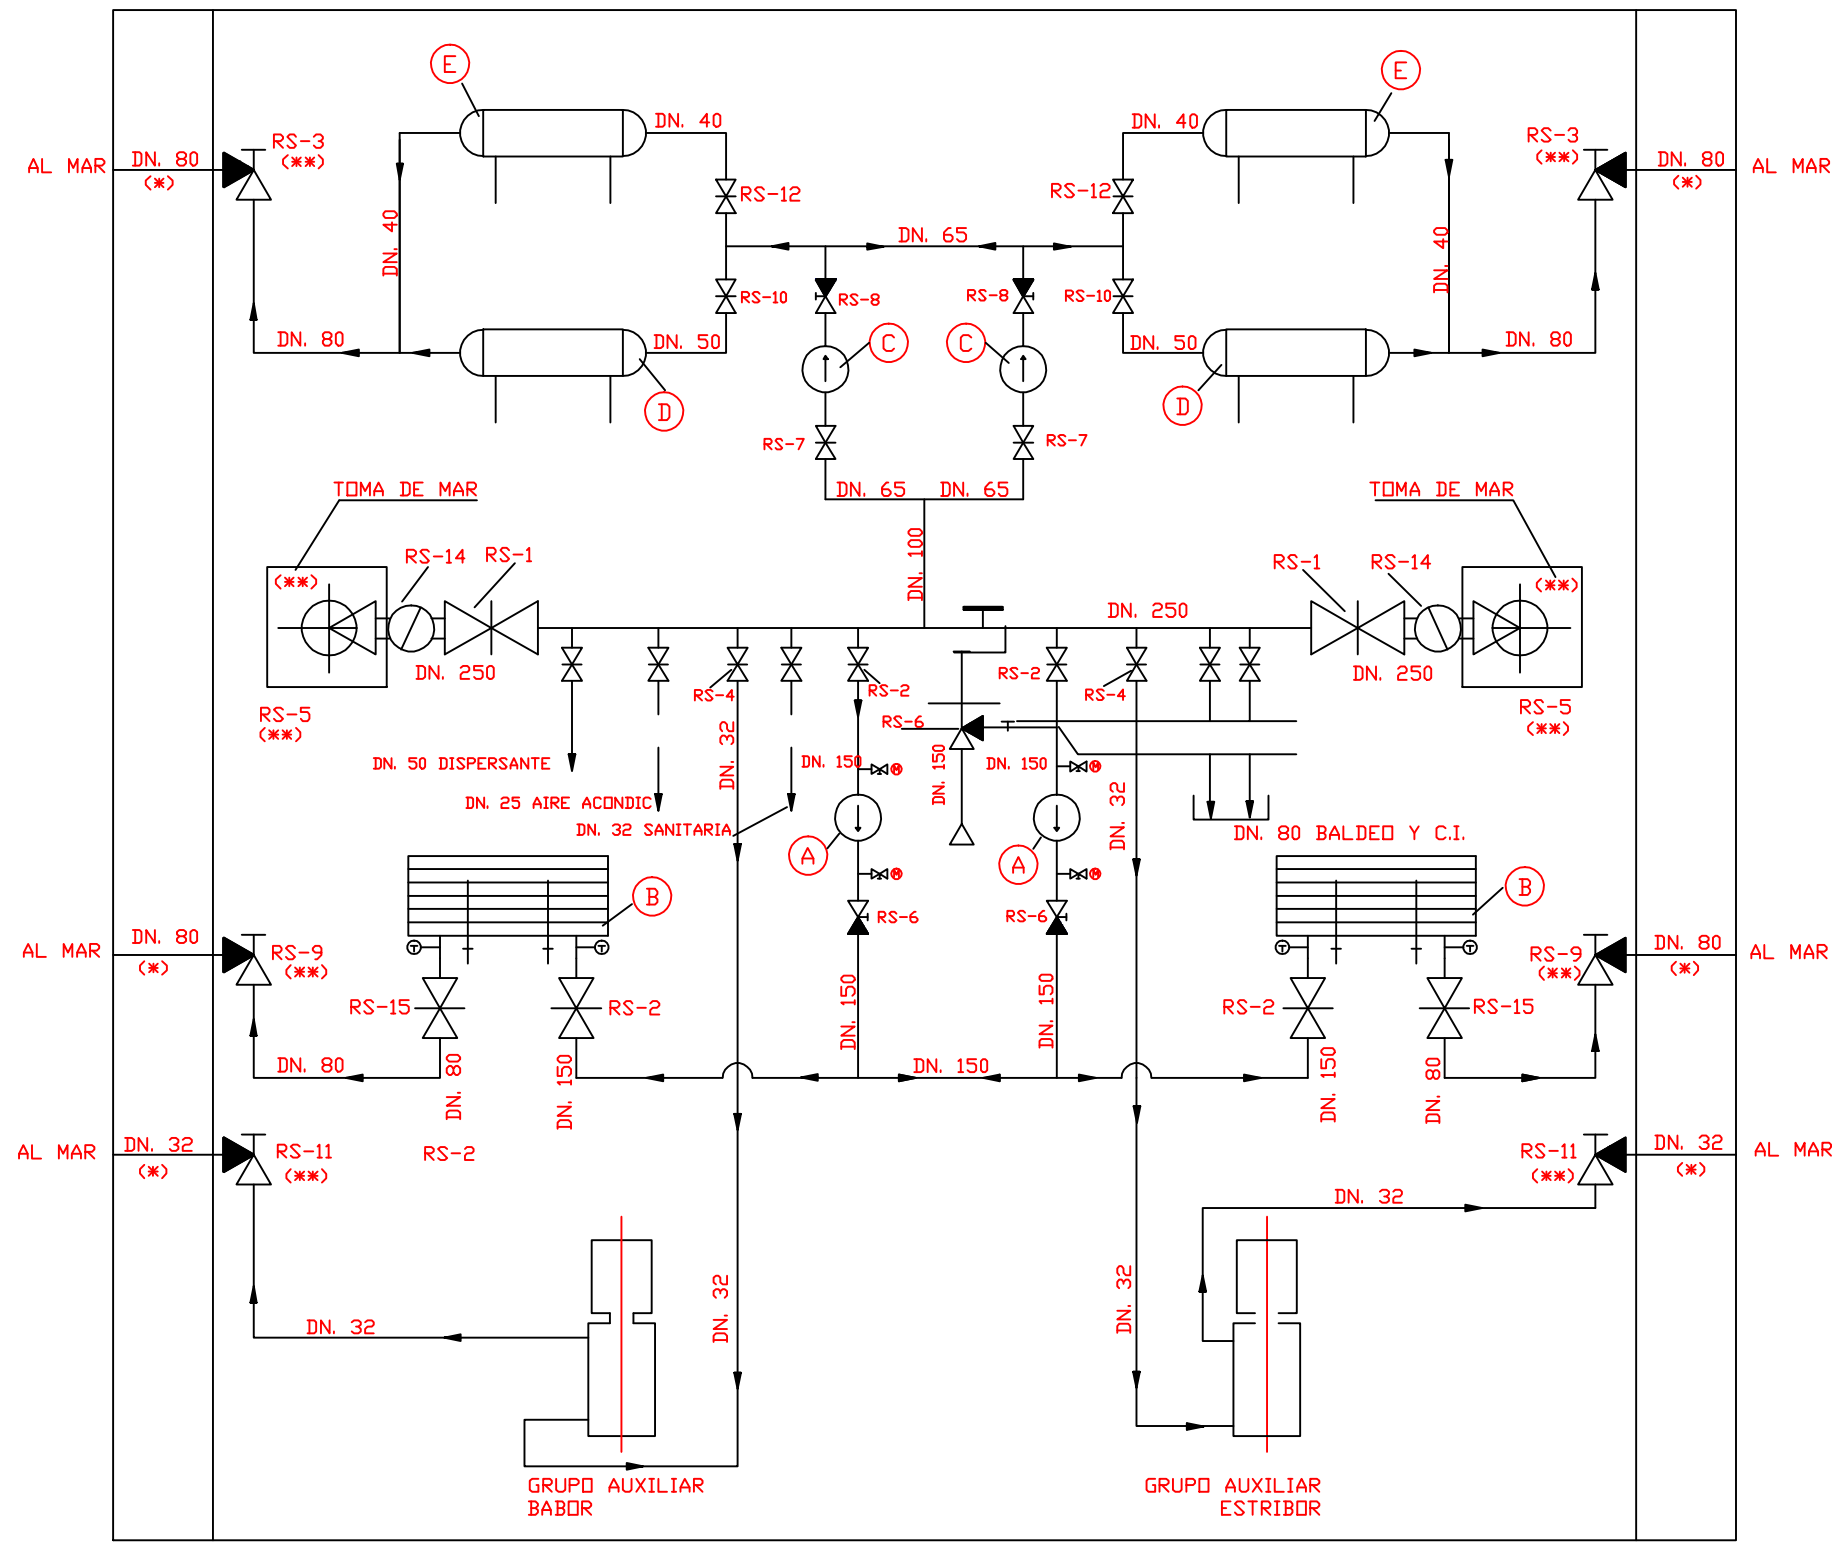 E
E
RS-3
(**)
DN. 80
(*)
AL MAR
DN. 40
DN. 40
RS-3
(**)
DN. 80
(*)
AL MAR
RS-12
RS-12
DN. 40
DN. 65
DN. 40
RS-10
RS-8
RS-8
RS-10
DN. 80
DN. 50
C
C
DN. 50
DN. 80
D
D
RS-7
RS-7
TOMA DE MAR
DN. 65
DN. 65
TOMA DE MAR
(**)
RS-14
RS-1
DN. 100
RS-1
RS-14
(**)
DN. 250
DN. 250
DN. 250
RS-5
(**)
RS-4
RS-2
RS-2
RS-4
RS-5
(**)
RS-6
DN. 32
DN. 50 DISPERSANTE
DN. 150
M
DN. 150
DN. 150
M
DN. 32
DN. 25 AIRE ACONDIC
DN. 32 SANITARIA
DN. 80 BALDEO Y C.I.
A
A
M
M
B
B
RS-6
RS-6
AL MAR
DN. 80
(*)
RS-9
(**)
T
T
T
T
RS-9
(**)
DN. 80
(*)
AL MAR
RS-15
RS-2
DN. 150
DN. 150
RS-2
RS-15
DN. 80
DN. 80
DN. 150
DN. 150
DN. 150
DN. 80
AL MAR
DN. 32
(*)
RS-11
(**)
RS-2
RS-11
(**)
DN. 32
(*)
AL MAR
DN. 32
DN. 32
DN. 32
DN. 32
GRUPO AUXILIAR
BABOR
GRUPO AUXILIAR
ESTRIBOR